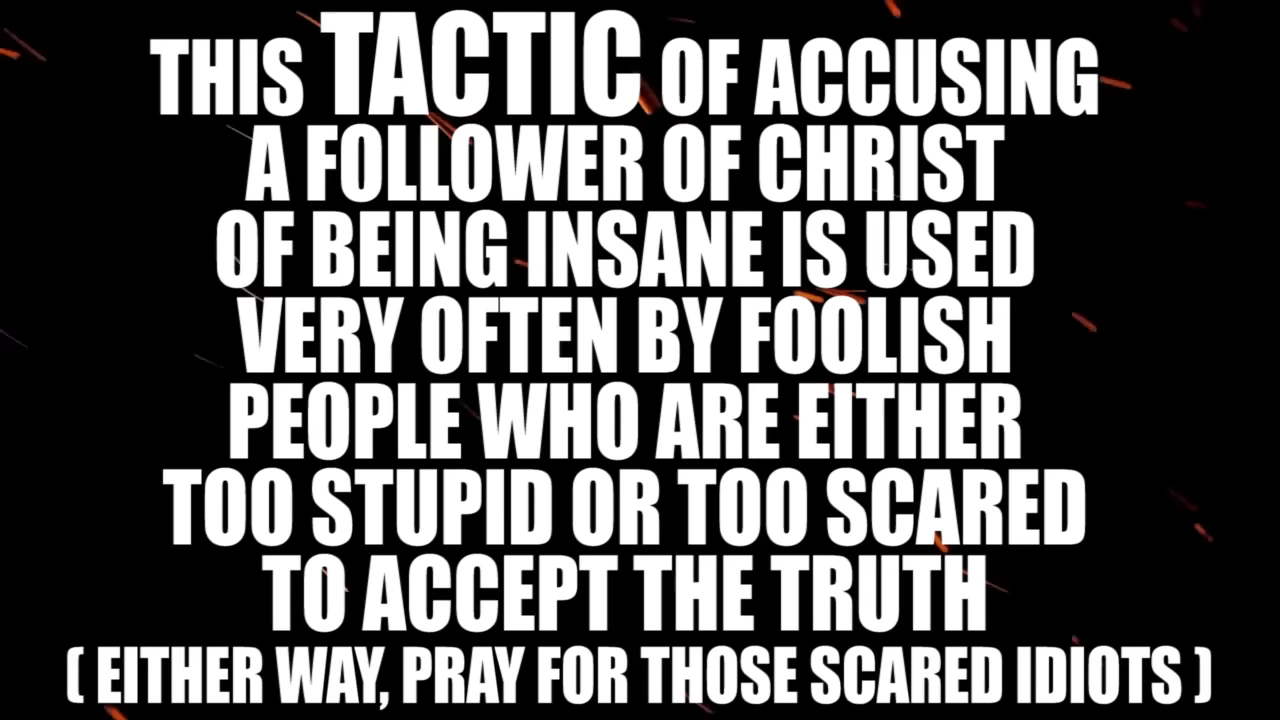 THIS TACTIC OF ACCUSING
A FOLLOWER OF CHRIST
OF BEING INSANE IS USED
VERY OFTEN BY FOOLISH
PEOPLE WHO ARE EITHER
TOO STUPID OR TOO SCARED
TO ACCEPT THE TRUTH
( EITHER WAY, PRAY FOR THOSE SCARED IDIOTS )